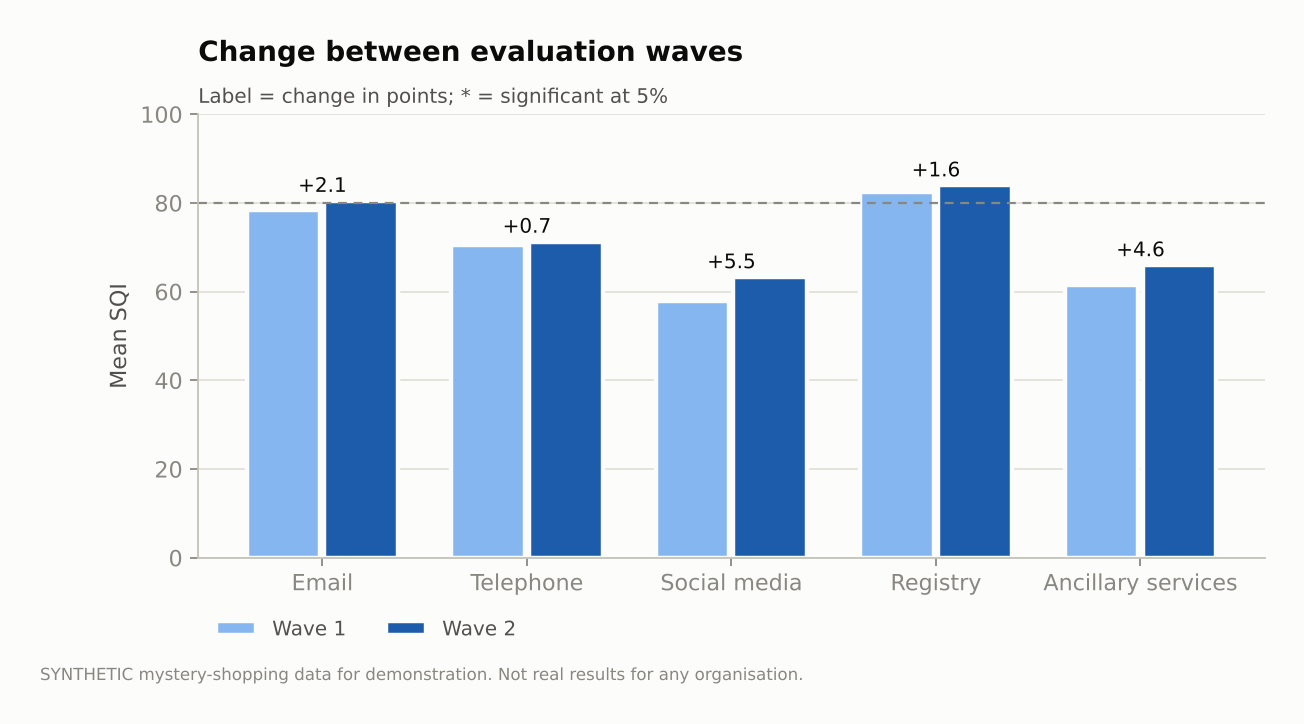 Change between evaluation waves
Label = change in points; * = significant at 5%
100
80
60
40
20
0
Mean SQI
+2.1
+0.7
+5.5
+1.6
+4.6
Email
Telephone
Social media
Registry
Ancillary services
Wave 1
Wave 2
SYNTHETIC mystery-shopping data for demonstration. Not real results for any organisation.